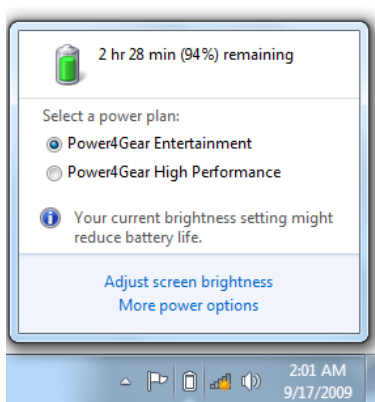 2 hr 28 min (94%) remaining
Select a power plan:
Power4Gear Entertainment
Power4Gear High Performance
Your current brightness setting might
reduce battery life.
Adjust screen brightness
More power options
2:01 AM
9/17/2009